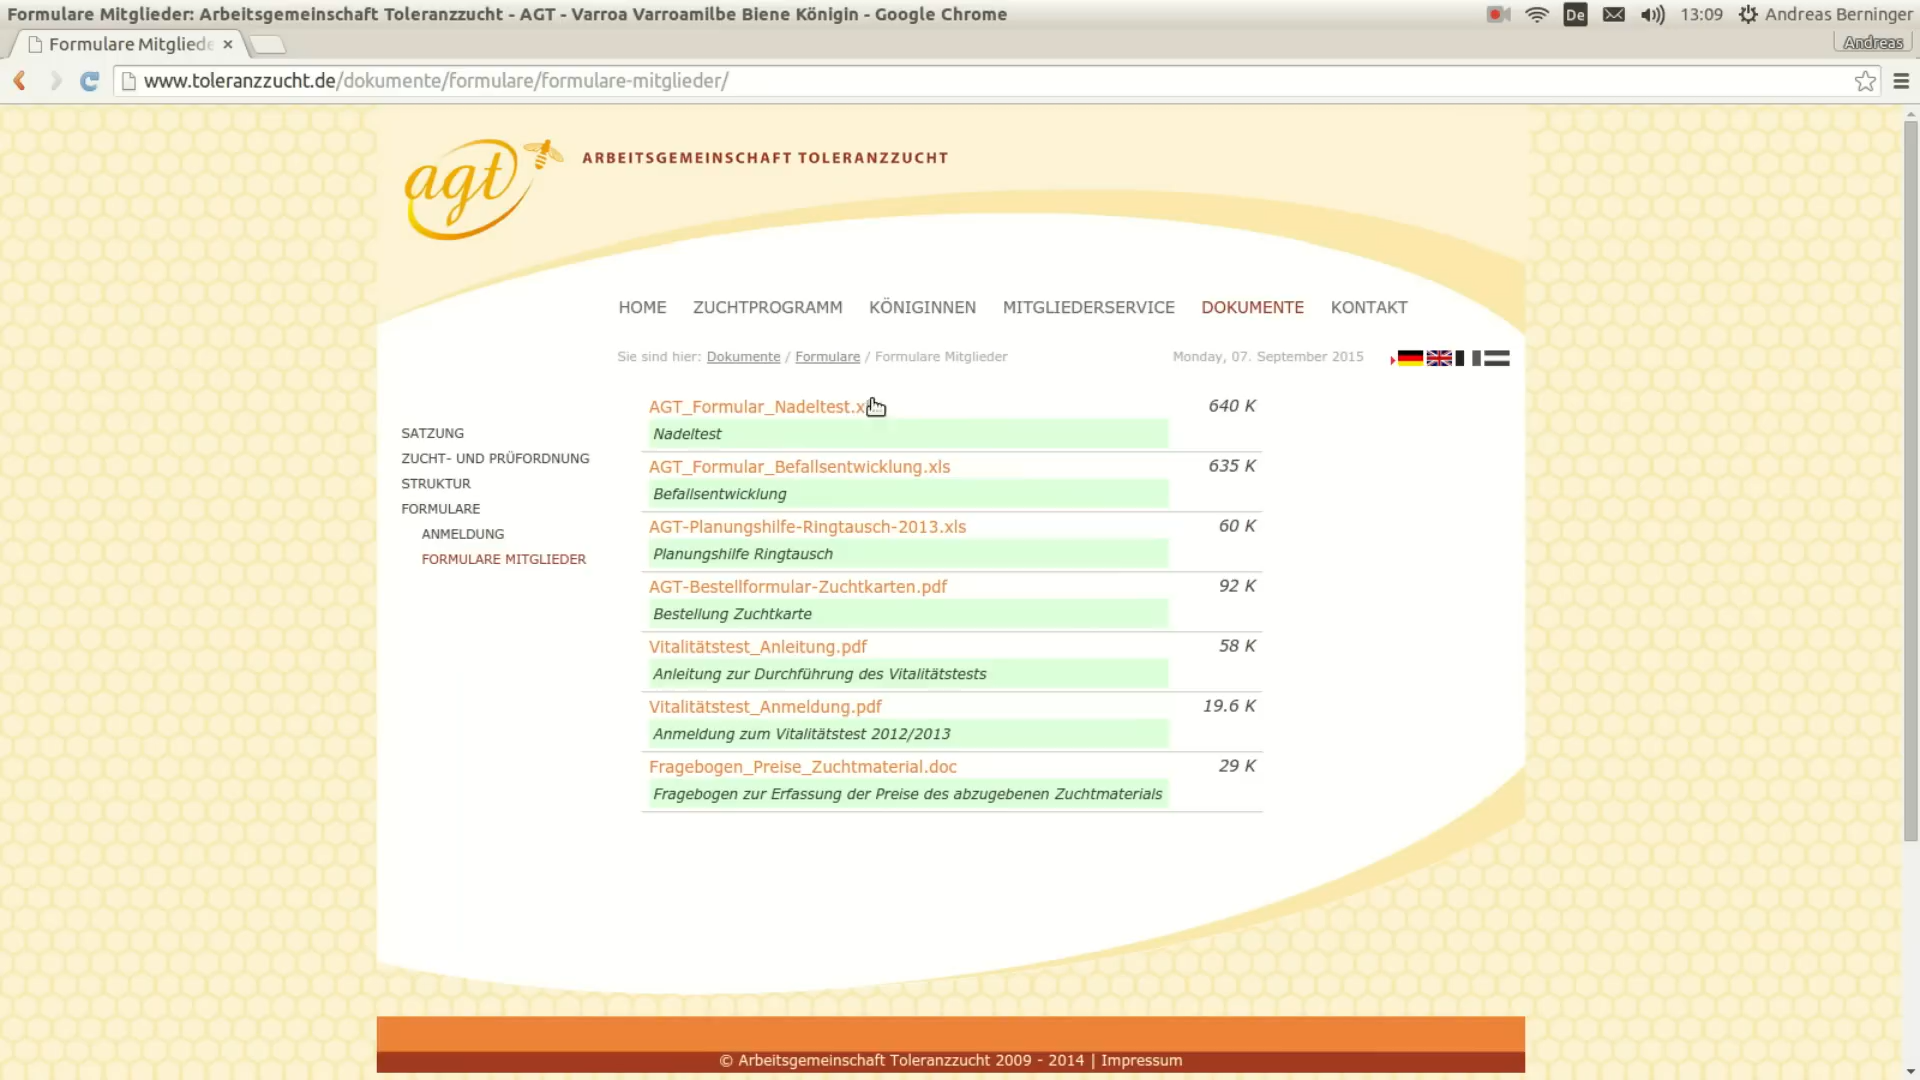 Formulare Mitglieder: Arbeitsgemeinschaft Toleranzzucht - AGT - Varroa Varroamilbe Biene Königin - Google Chrome
De
13:09
Andreas Berninger
Formulare Mitgliede
Andreas
www.toleranzzucht.de/dokumente/formulare/formulare-mitglieder/
agt
ARBEITSGEMEINSCHAFT TOLERANZZUCHT
HOME ZUCHTPROGRAMM KÖNIGINNEN MITGLIEDERSERVICE DOKUMENTE KONTAKT
Sie sind hier: Dokumente / Formulare / Formulare Mitglieder
Monday, 07. September 2015
SATZUNG
ZUCHT- UND PRÜFORDNUNG
STRUKTUR
FORMULARE
ANMELDUNG
FORMULARE MITGLIEDER
AGT_Formular_Nadeltest.x
640 K
Nadeltest
AGT_Formular_Befallsentwicklung.xls
635 K
Befallsentwicklung
AGT-Planungshilfe-Ringtausch-2013.xls
60 K
Planungshilfe Ringtausch
AGT-Bestellformular-Zuchtkarten.pdf
92 K
Bestellung Zuchtkarte
Vitalitätstest_Anleitung.pdf
58 K
Anleitung zur Durchführung des Vitalitätstests
Vitalitätstest_Anmeldung.pdf
19.6 K
Anmeldung zum Vitalitätstest 2012/2013
Fragebogen_Preise_Zuchtmaterial.doc
29 K
Fragebogen zur Erfassung der Preise des abzugebenen Zuchtmaterials
© Arbeitsgemeinschaft Toleranzzucht 2009 - 2014 | Impressum